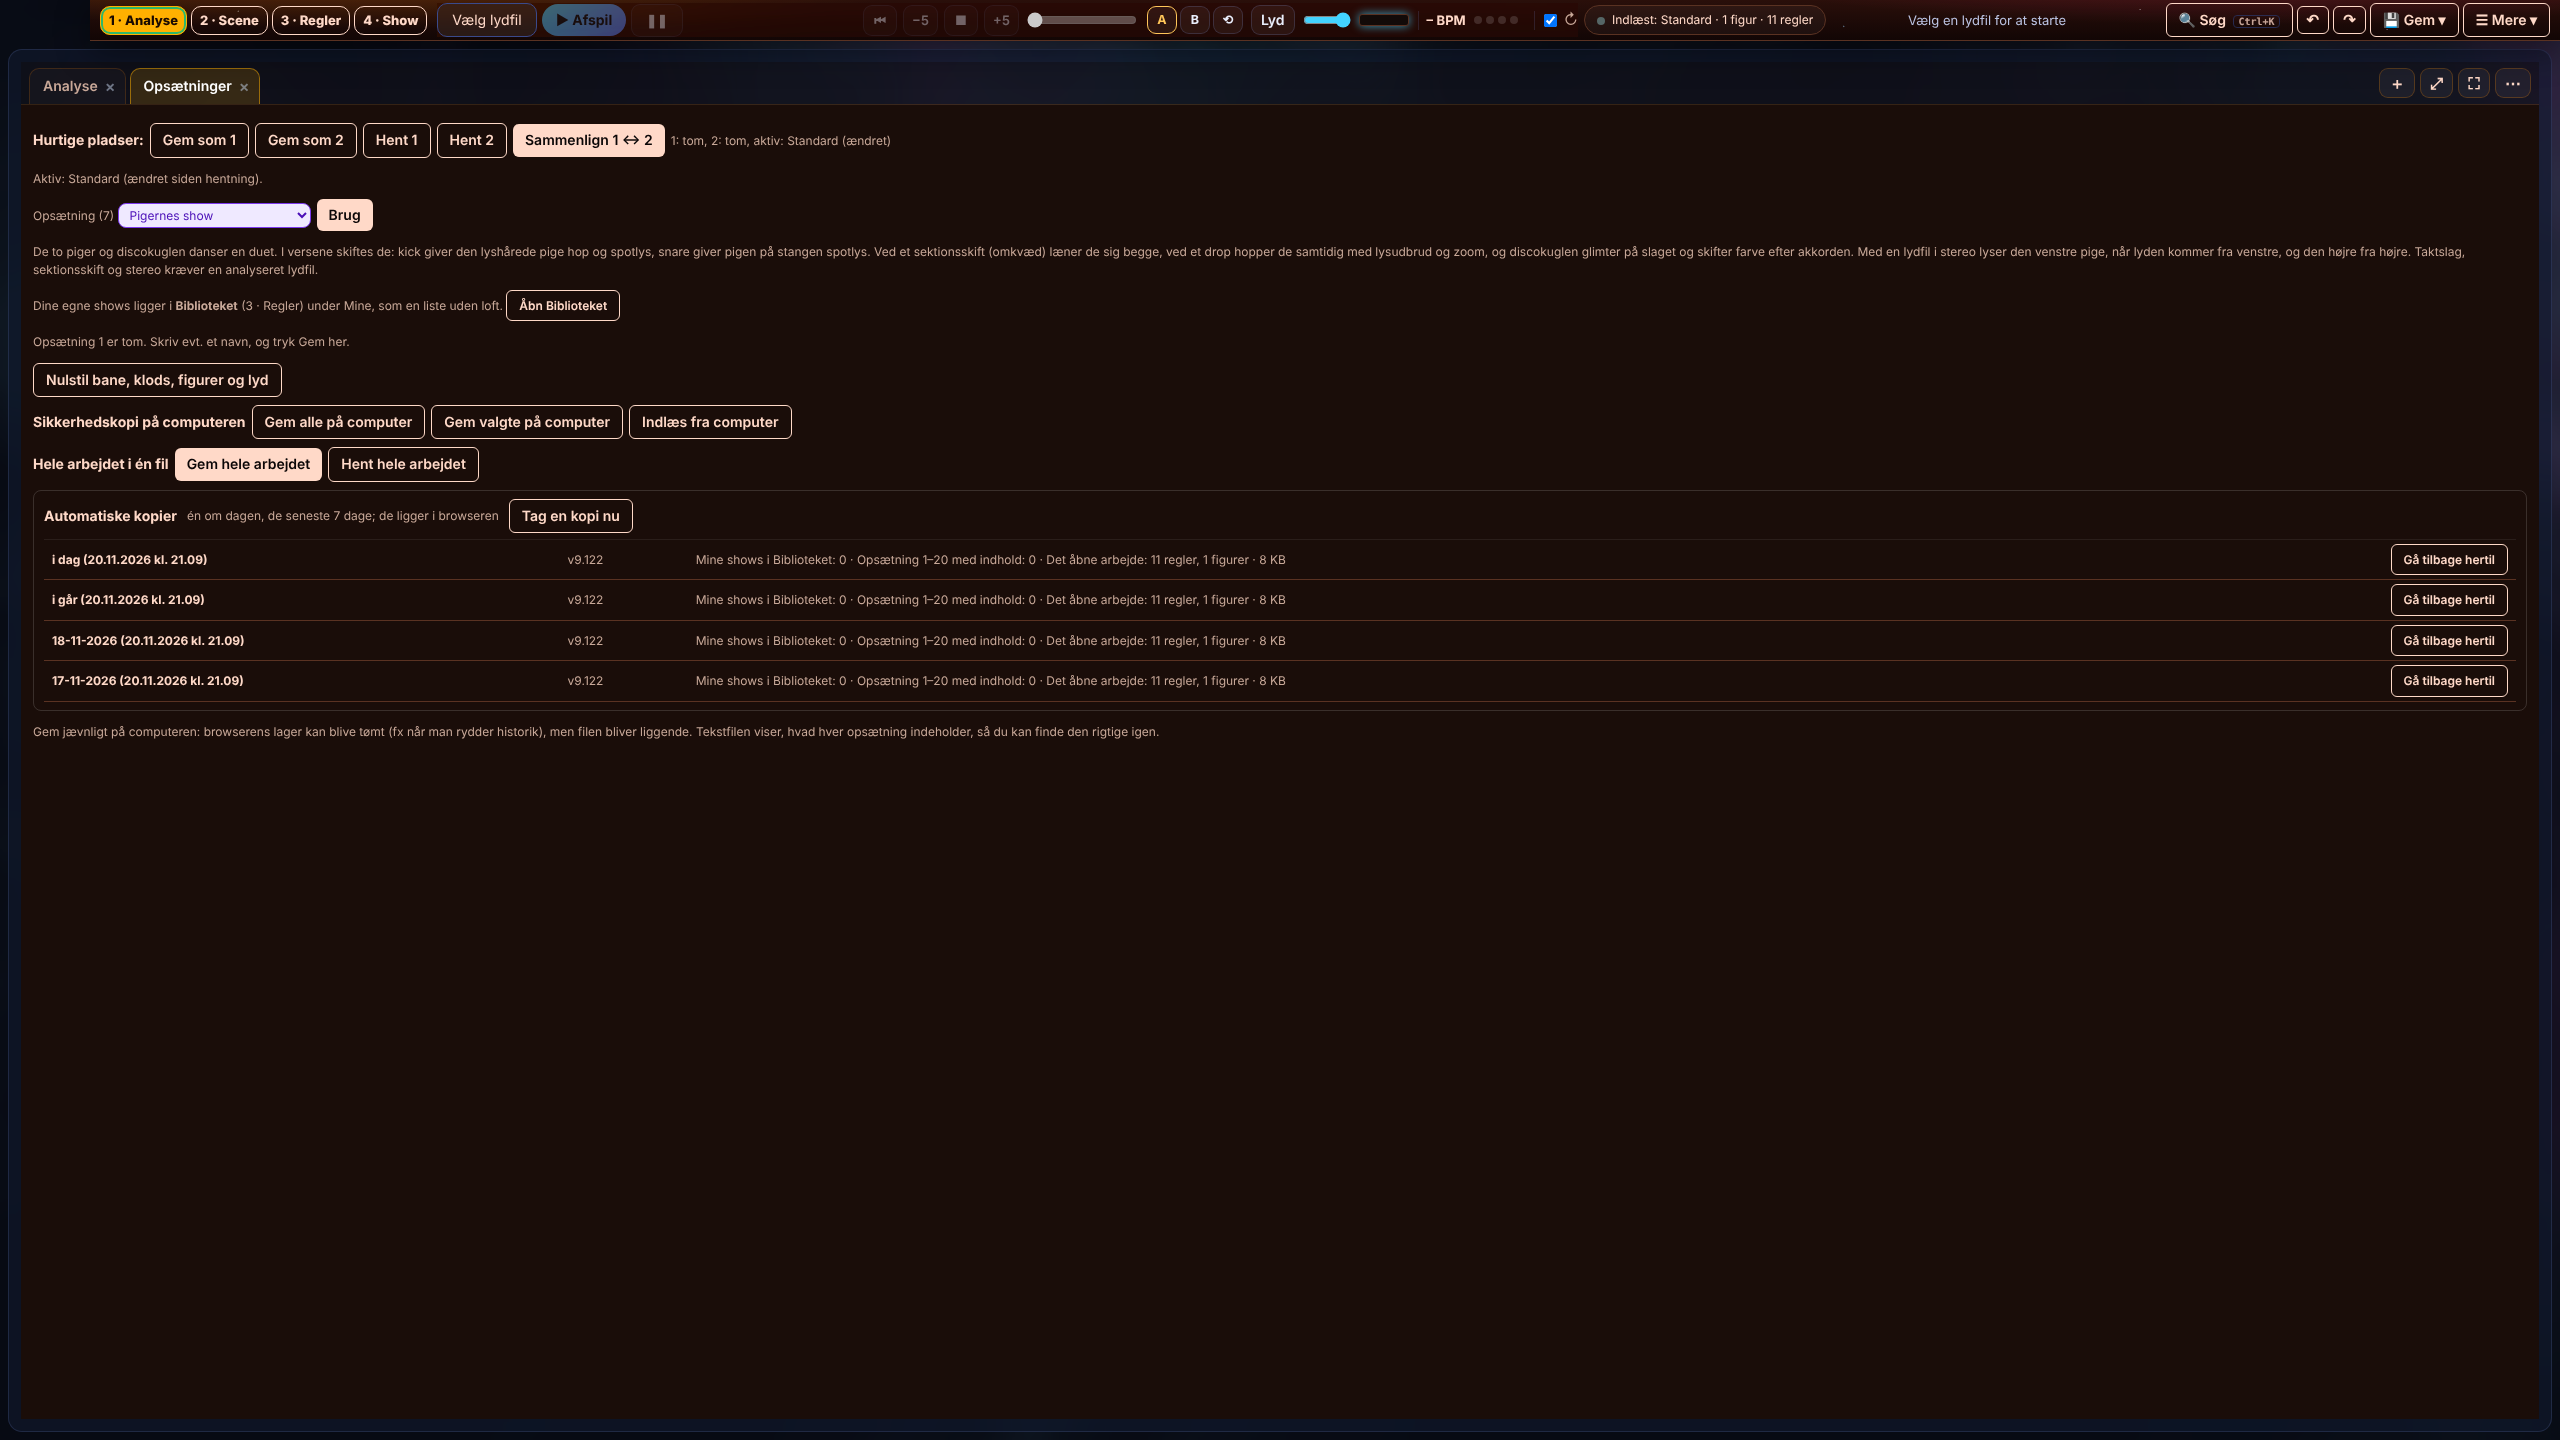 1 · Analyse 2 · Scene 3 · Regler 4 · Show Vælg lydfil ▶ Afspil ❚❚ ⏮ −5 ■ +5 A B ⟲ Lyd – BPM ↻ Indlæst: Standard · 1 figur · 11 regler Vælg en lydfil for at starte 🔍 Søg Ctrl+K ↶ ↷ 💾 Gem ▾ ☰ Mere ▾
Analyse × Opsætninger × + ⤢ ⛶ ⋯
Hurtige pladser: Gem som 1 Gem som 2 Hent 1 Hent 2 Sammenlign 1 ↔ 2 1: tom, 2: tom, aktiv: Standard (ændret)
Aktiv: Standard (ændret siden hentning).
Opsætning (7) Pigernes show Brug
De to piger og discokuglen danser en duet. I versene skiftes de: kick giver den lyshårede pige hop og spotlys, snare giver pigen på stangen spotlys. Ved et sektionsskift (omkvæd) læner de sig begge, ved et drop hopper de samtidig med lysudbrud og zoom, og discokuglen glimter på slaget og skifter farve efter akkorden. Med en lydfil i stereo lyser den venstre pige, når lyden kommer fra venstre, og den højre fra højre. Taktslag,
sektionsskift og stereo kræver en analyseret lydfil.
Dine egne shows ligger i Biblioteket (3 · Regler) under Mine, som en liste uden loft. Åbn Biblioteket
Opsætning 1 er tom. Skriv evt. et navn, og tryk Gem her.
Nulstil bane, klods, figurer og lyd
Sikkerhedskopi på computeren Gem alle på computer Gem valgte på computer Indlæs fra computer
Hele arbejdet i én fil Gem hele arbejdet Hent hele arbejdet
Automatiske kopier én om dagen, de seneste 7 dage; de ligger i browseren Tag en kopi nu
i dag (20.11.2026 kl. 21.09) v9.122 Mine shows i Biblioteket: 0 · Opsætning 1–20 med indhold: 0 · Det åbne arbejde: 11 regler, 1 figurer · 8 KB Gå tilbage hertil
i går (20.11.2026 kl. 21.09) v9.122 Mine shows i Biblioteket: 0 · Opsætning 1–20 med indhold: 0 · Det åbne arbejde: 11 regler, 1 figurer · 8 KB Gå tilbage hertil
18-11-2026 (20.11.2026 kl. 21.09) v9.122 Mine shows i Biblioteket: 0 · Opsætning 1–20 med indhold: 0 · Det åbne arbejde: 11 regler, 1 figurer · 8 KB Gå tilbage hertil
17-11-2026 (20.11.2026 kl. 21.09) v9.122 Mine shows i Biblioteket: 0 · Opsætning 1–20 med indhold: 0 · Det åbne arbejde: 11 regler, 1 figurer · 8 KB Gå tilbage hertil
Gem jævnligt på computeren: browserens lager kan blive tømt (fx når man rydder historik), men filen bliver liggende. Tekstfilen viser, hvad hver opsætning indeholder, så du kan finde den rigtige igen.